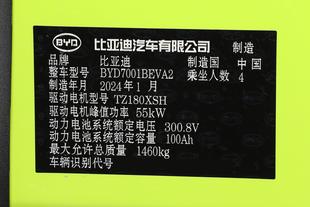 BYD 比亚迪汽车有限公司 制造
品牌 比亚迪 制造国 中国
整车型号 BYD7001BEVA2 乘坐人数 4
制造年月 2024年1月
驱动电机型号 TZ180XSH
驱动电机峰值功率 55kW
动力电池系统额定电压 300.8V
动力电池系统额定容量 100Ah
最大允许总质量 1460kg
车辆识别代号